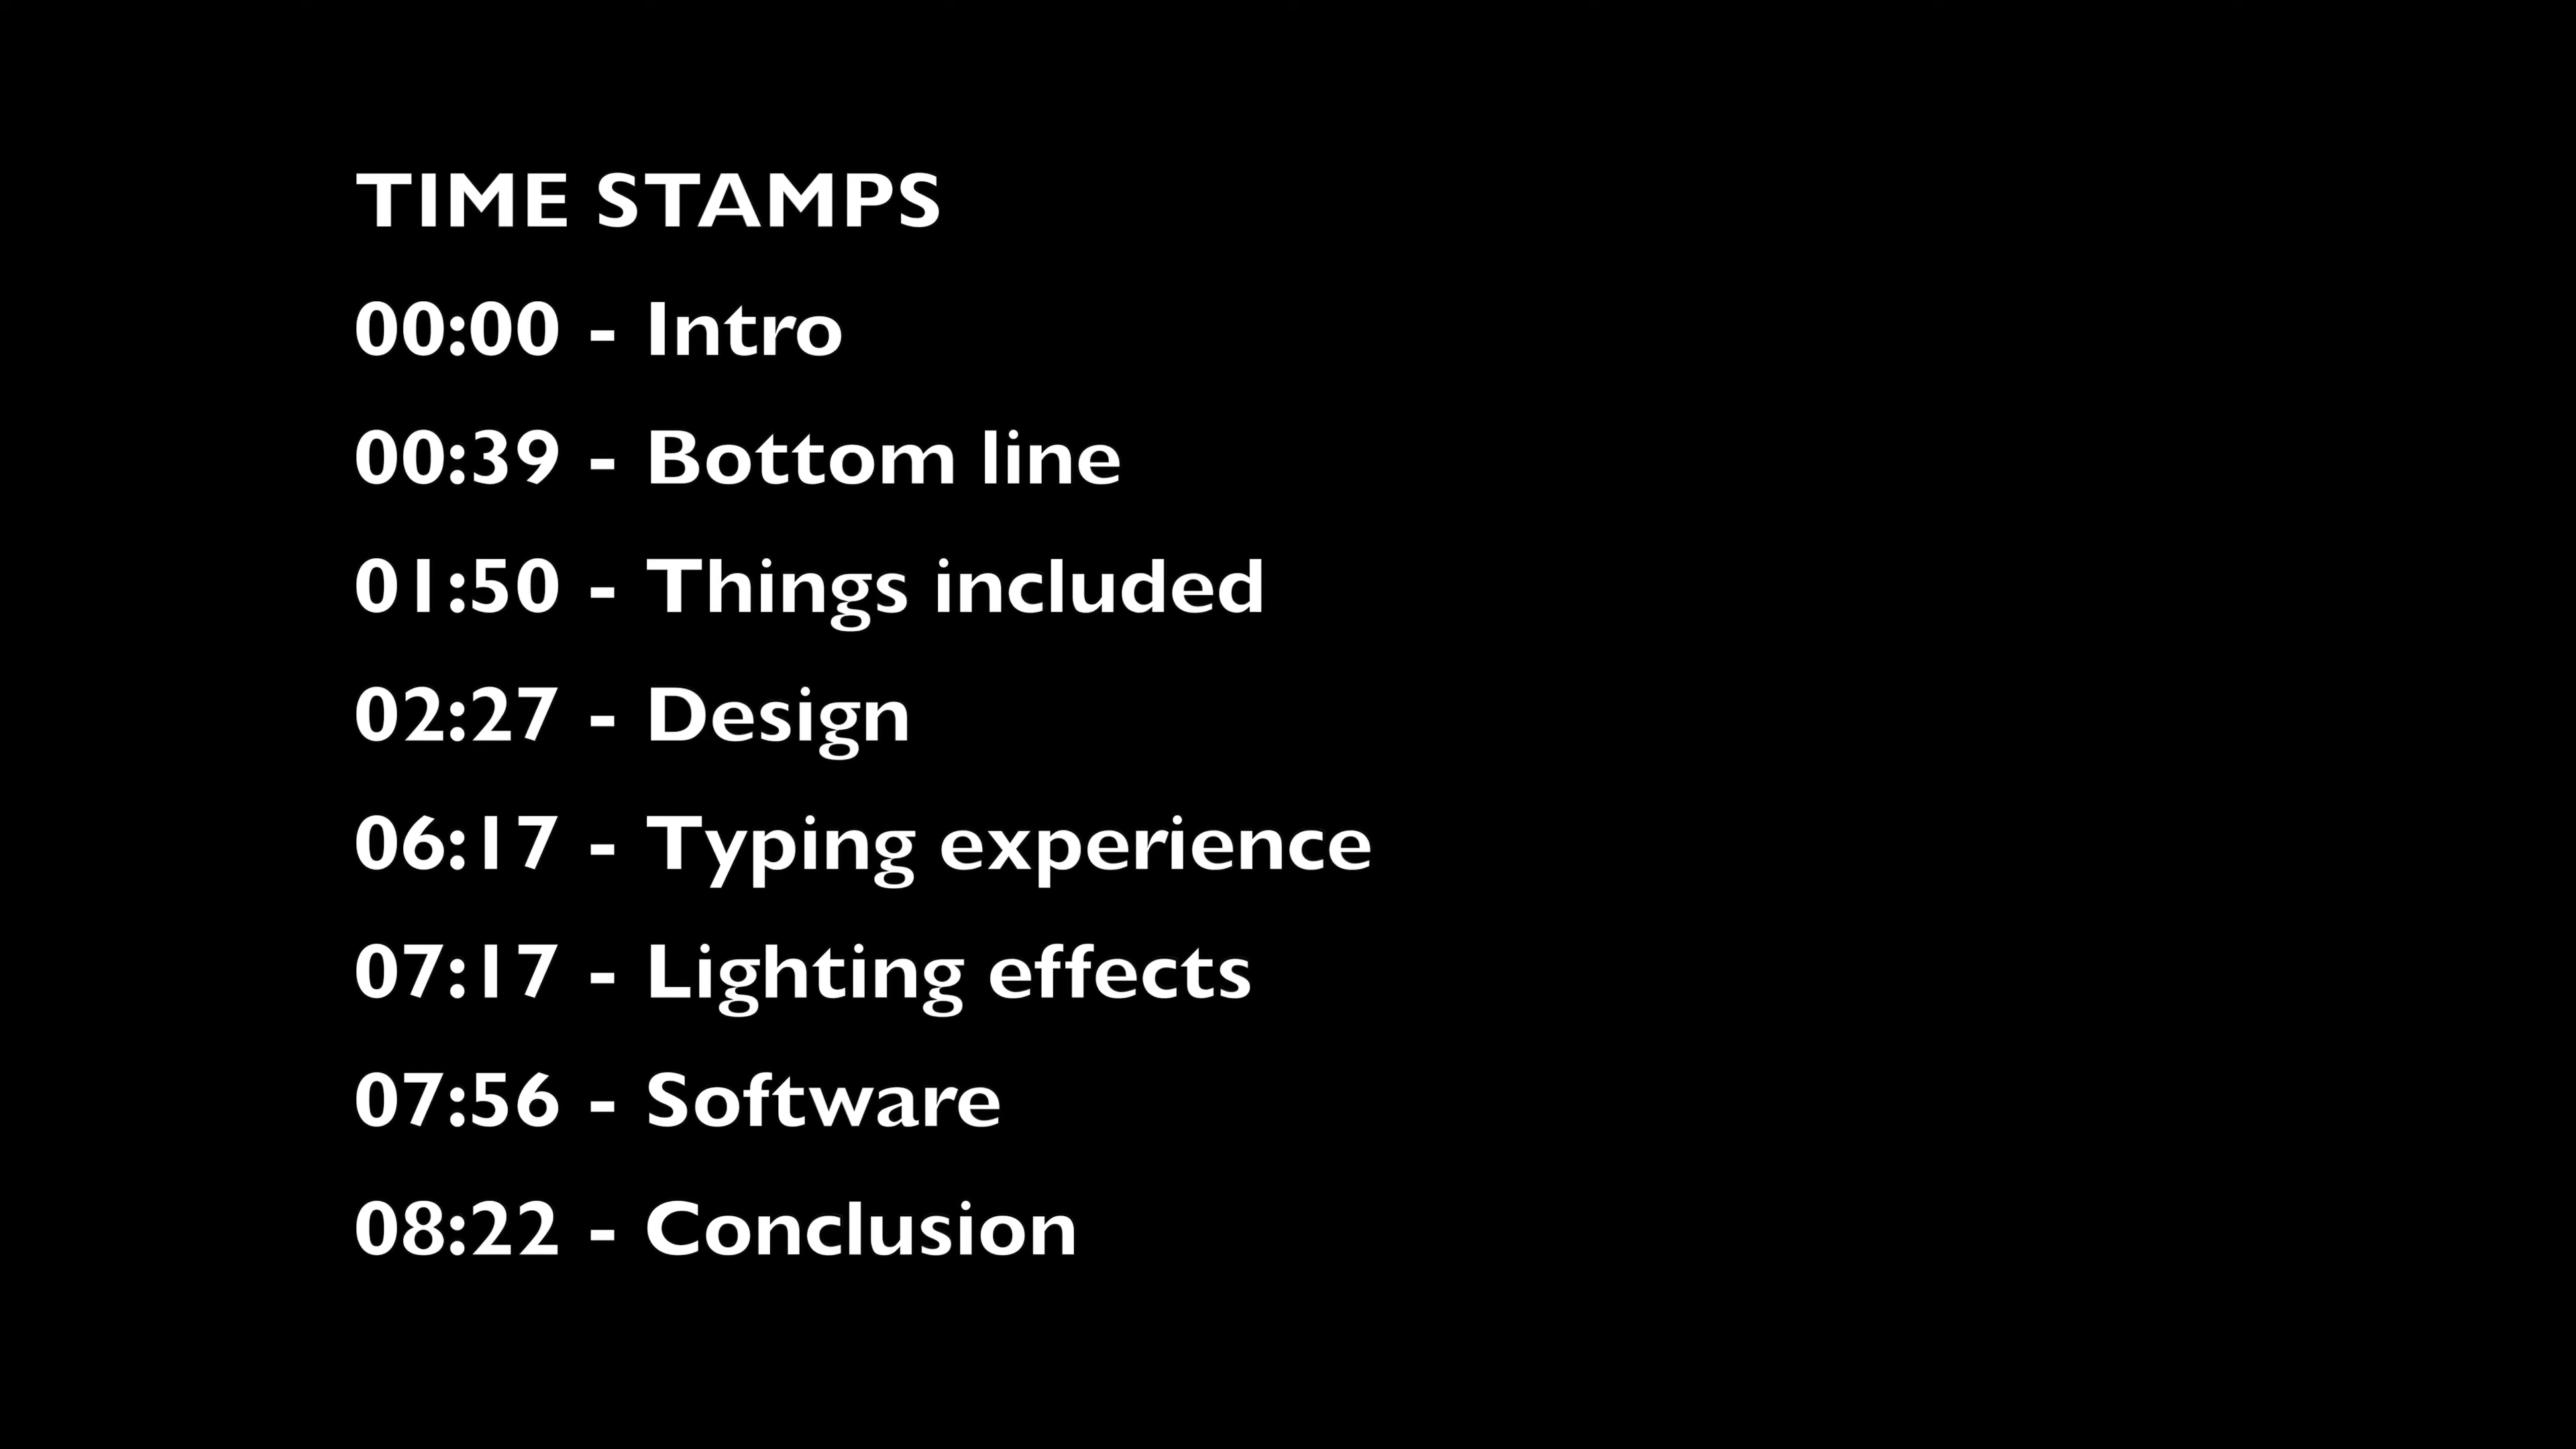 TIME STAMPS
00:00 - Intro
00:39 - Bottom line
01:50 - Things included
02:27 - Design
06:17 - Typing experience
07:17 - Lighting effects
07:56 - Software
08:22 - Conclusion